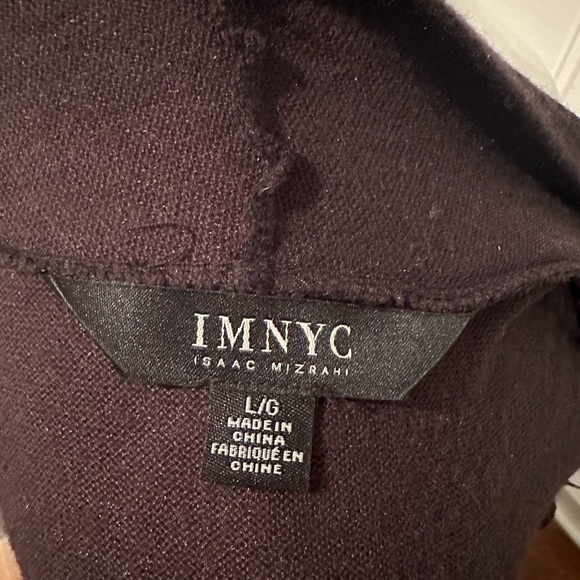 IMNYC
ISAAC MIZRAHI
L/G
MADE IN
CHINA
FABRIQUÉ EN
CHINE